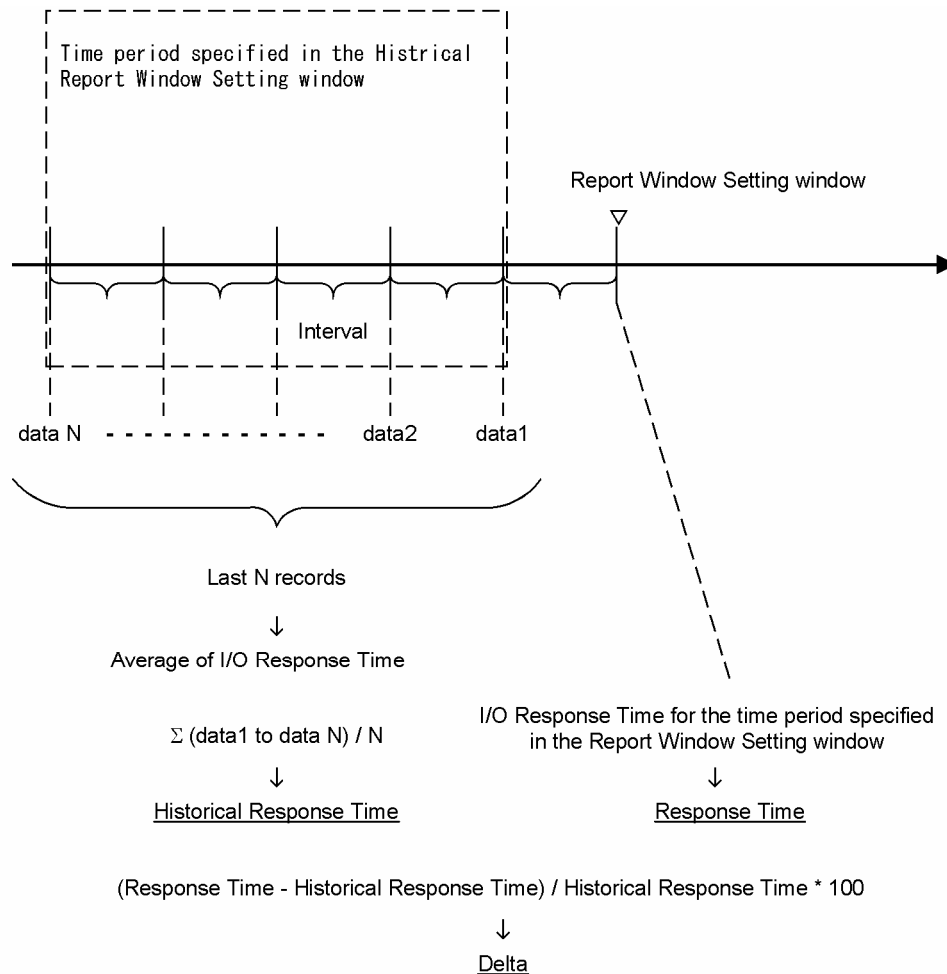 Time period specified in the Histrical
Report Window Setting window
Report Window Setting window
Interval
data N
data2
data1
Last N records
↓
Average of I/O Response Time
Σ (data1 to data N) / N
↓
Historical Response Time
I/O Response Time for the time period specified
in the Report Window Setting window
↓
Response Time
(Response Time - Historical Response Time) / Historical Response Time * 100
↓
Delta